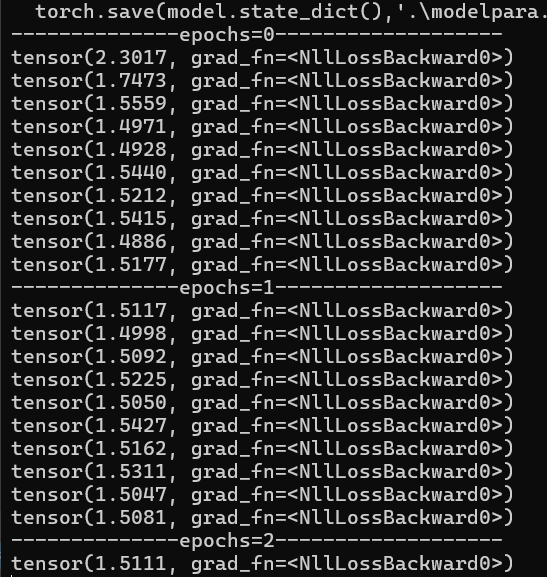 torch.save(model.state_dict(),'.\modelpara.
--------------epochs=0-------------------
tensor(2.3017, grad_fn=<NllLossBackward0>)
tensor(1.7473, grad_fn=<NllLossBackward0>)
tensor(1.5559, grad_fn=<NllLossBackward0>)
tensor(1.4971, grad_fn=<NllLossBackward0>)
tensor(1.4928, grad_fn=<NllLossBackward0>)
tensor(1.5440, grad_fn=<NllLossBackward0>)
tensor(1.5212, grad_fn=<NllLossBackward0>)
tensor(1.5415, grad_fn=<NllLossBackward0>)
tensor(1.4886, grad_fn=<NllLossBackward0>)
tensor(1.5177, grad_fn=<NllLossBackward0>)
--------------epochs=1-------------------
tensor(1.5117, grad_fn=<NllLossBackward0>)
tensor(1.4998, grad_fn=<NllLossBackward0>)
tensor(1.5092, grad_fn=<NllLossBackward0>)
tensor(1.5225, grad_fn=<NllLossBackward0>)
tensor(1.5050, grad_fn=<NllLossBackward0>)
tensor(1.5427, grad_fn=<NllLossBackward0>)
tensor(1.5162, grad_fn=<NllLossBackward0>)
tensor(1.5311, grad_fn=<NllLossBackward0>)
tensor(1.5047, grad_fn=<NllLossBackward0>)
tensor(1.5081, grad_fn=<NllLossBackward0>)
--------------epochs=2-------------------
tensor(1.5111, grad_fn=<NllLossBackward0>)